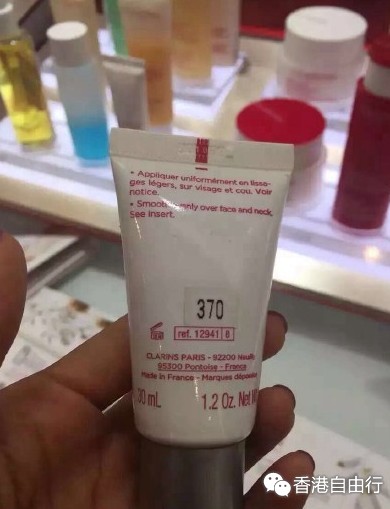 • Appliquer uniformément en lissa-
ges légers, sur visage et cou. Voir
notice.
• Smooth evenly over face and neck.
See insert.
370
ref. 12941 8
CLARINS PARIS - 92200 Neuilly
95300 Pontoise - France
Made in France - Marques déposées
30 mL 1.2 Oz. Net
香港自由行